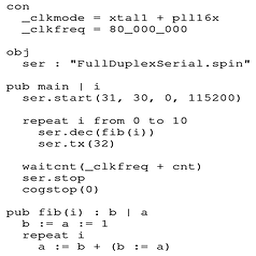 con
  _clkmode = xtal1 + pll16x
  _clkfreq = 80_000_000

obj
  ser : "FullDuplexSerial.spin"

pub main | i
  ser.start(31, 30, 0, 115200)

  repeat i from 0 to 10
    ser.dec(fib(i))
    ser.tx(32)

  waitcnt(_clkfreq + cnt)
  ser.stop
  cogstop(0)

pub fib(i) : b | a
  b := a := 1
  repeat i
    a := b + (b := a)